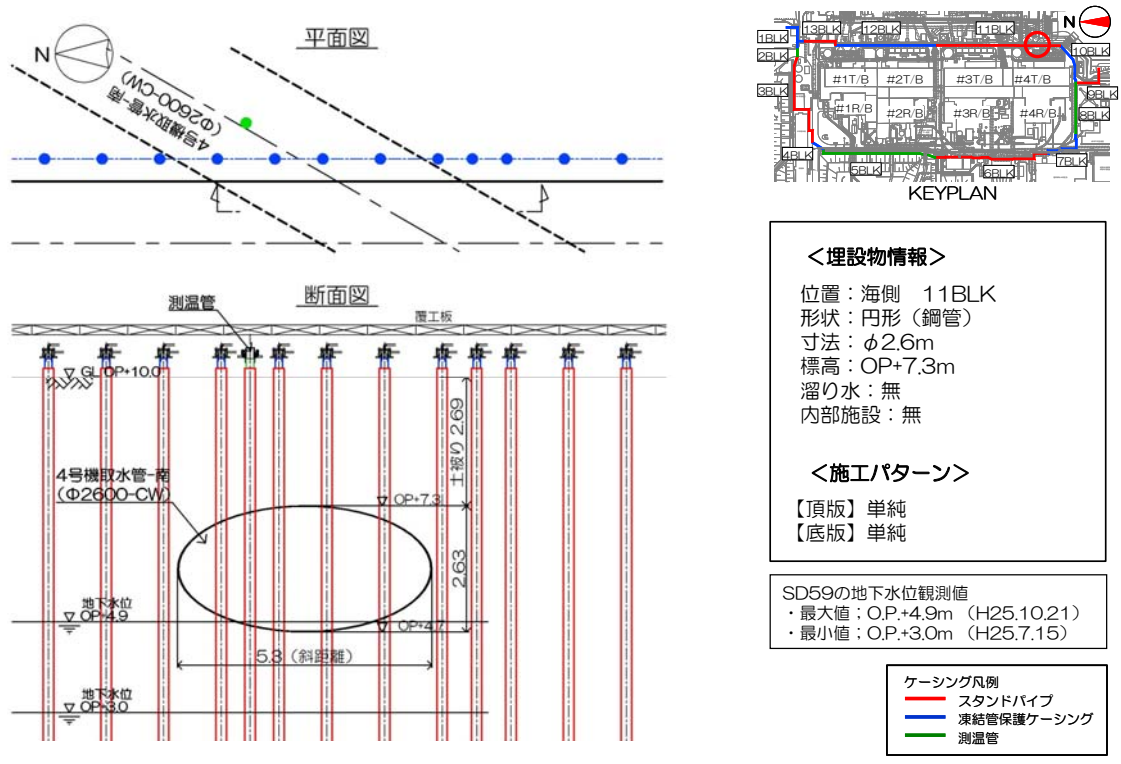 平面図
N
4号機取水管-南
(Φ2600-CW)
断面図
測温管
覆工板
GL OP+10.0
土被り 2.69
4号機取水管-南
(Φ2600-CW)
OP+7.3
2.63
地下水位
OP+4.9
OP+4.7
5.3（斜距離）
地下水位
OP+3.0
N
13BLK
12BLK
11BLK
1BLK
2BLK
10BLK
#1T/B
#2T/B
#3T/B
#4T/B
3BLK
9BLK
#1R/B
#2R/B
#3R/B
#4R/B
8BLK
4BLK
5BLK
6BLK
7BLK
KEYPLAN
＜埋設物情報＞
位置：海側　11BLK
形状：円形（鋼管）
寸法：φ2.6m
標高：OP+7.3m
溜り水：無
内部施設：無
＜施工パターン＞
【頂版】単純
【底版】単純
SD59の地下水位観測値
・最大値；O.P.+4.9m （H25.10.21）
・最小値；O.P.+3.0m （H25.7.15）
ケーシング凡例
スタンドパイプ
凍結管保護ケーシング
測温管